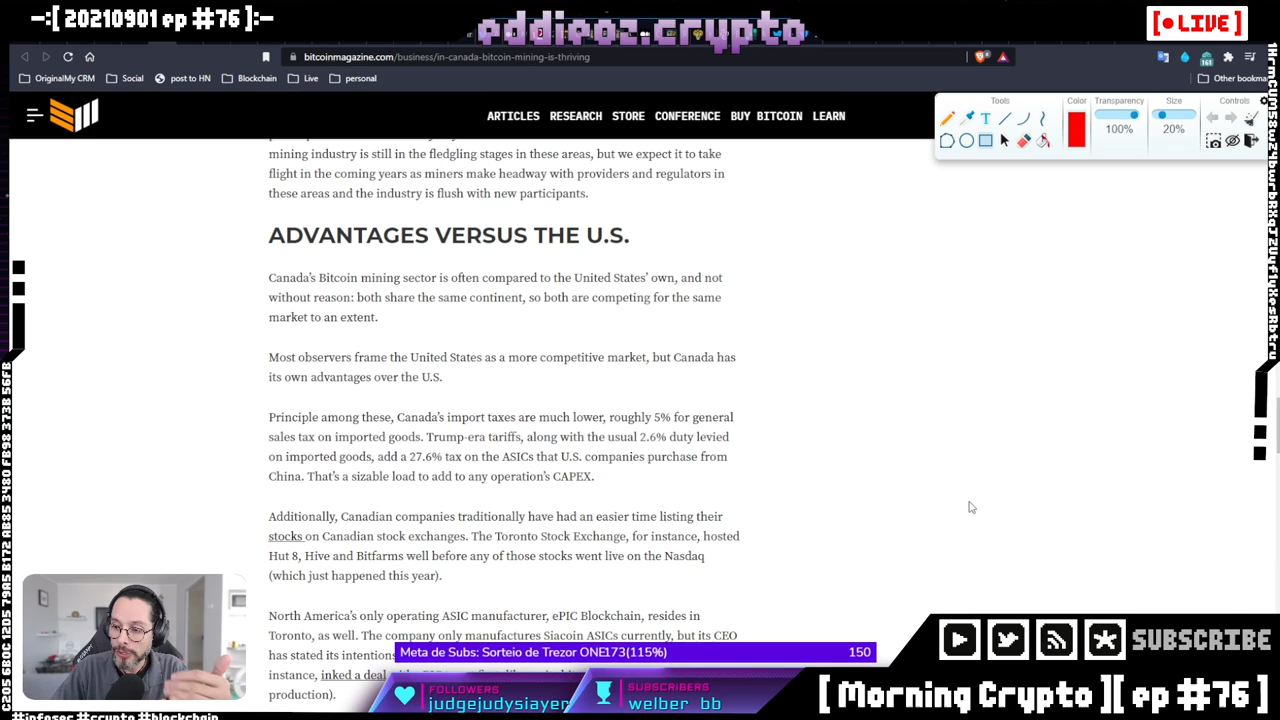 -:[ 20210901 ep #76 ]:-
eddieoz.crypto
[ LIVE ]
bitcoinmagazine.com/business/in-canada-bitcoin-mining-is-thriving
OriginalMy CRM
Social
post to HN
Blockchain
Live
personal
Other bookma
ARTICLES RESEARCH STORE CONFERENCE BUY BITCOIN LEARN
Tools
Color
Transparency
Size
Controls
100%
20%
mining industry is still in the fledgling stages in these areas, but we expect it to take
flight in the coming years as miners make headway with providers and regulators in
these areas and the industry is flush with new participants.
ADVANTAGES VERSUS THE U.S.
Canada's Bitcoin mining sector is often compared to the United States' own, and not
without reason: both share the same continent, so both are competing for the same
market to an extent.
Most observers frame the United States as a more competitive market, but Canada has
its own advantages over the U.S.
Principle among these, Canada's import taxes are much lower, roughly 5% for general
sales tax on imported goods. Trump-era tariffs, along with the usual 2.6% duty levied
on imported goods, add a 27.6% tax on the ASICs that U.S. companies purchase from
China. That's a sizable load to add to any operation's CAPEX.
Additionally, Canadian companies traditionally have had an easier time listing their
stocks on Canadian stock exchanges. The Toronto Stock Exchange, for instance, hosted
Hut 8, Hive and Bitfarms well before any of those stocks went live on the Nasdaq
(which just happened this year).
North America's only operating ASIC manufacturer, ePIC Blockchain, resides in
Toronto, as well. The company only manufactures Siacoin ASICs currently, but its CEO
has stated its intentions
instance, inked a deal
production).
Meta de Subs: Sorteio de Trezor ONE173(115%)
150
FOLLOWERS
judgejudyslayer
SUBSCRIBERS
welber_bb
SUBSCRIBE
[ Morning Crypto ][ ep #76 ]
#infosec #crypto #blockchain